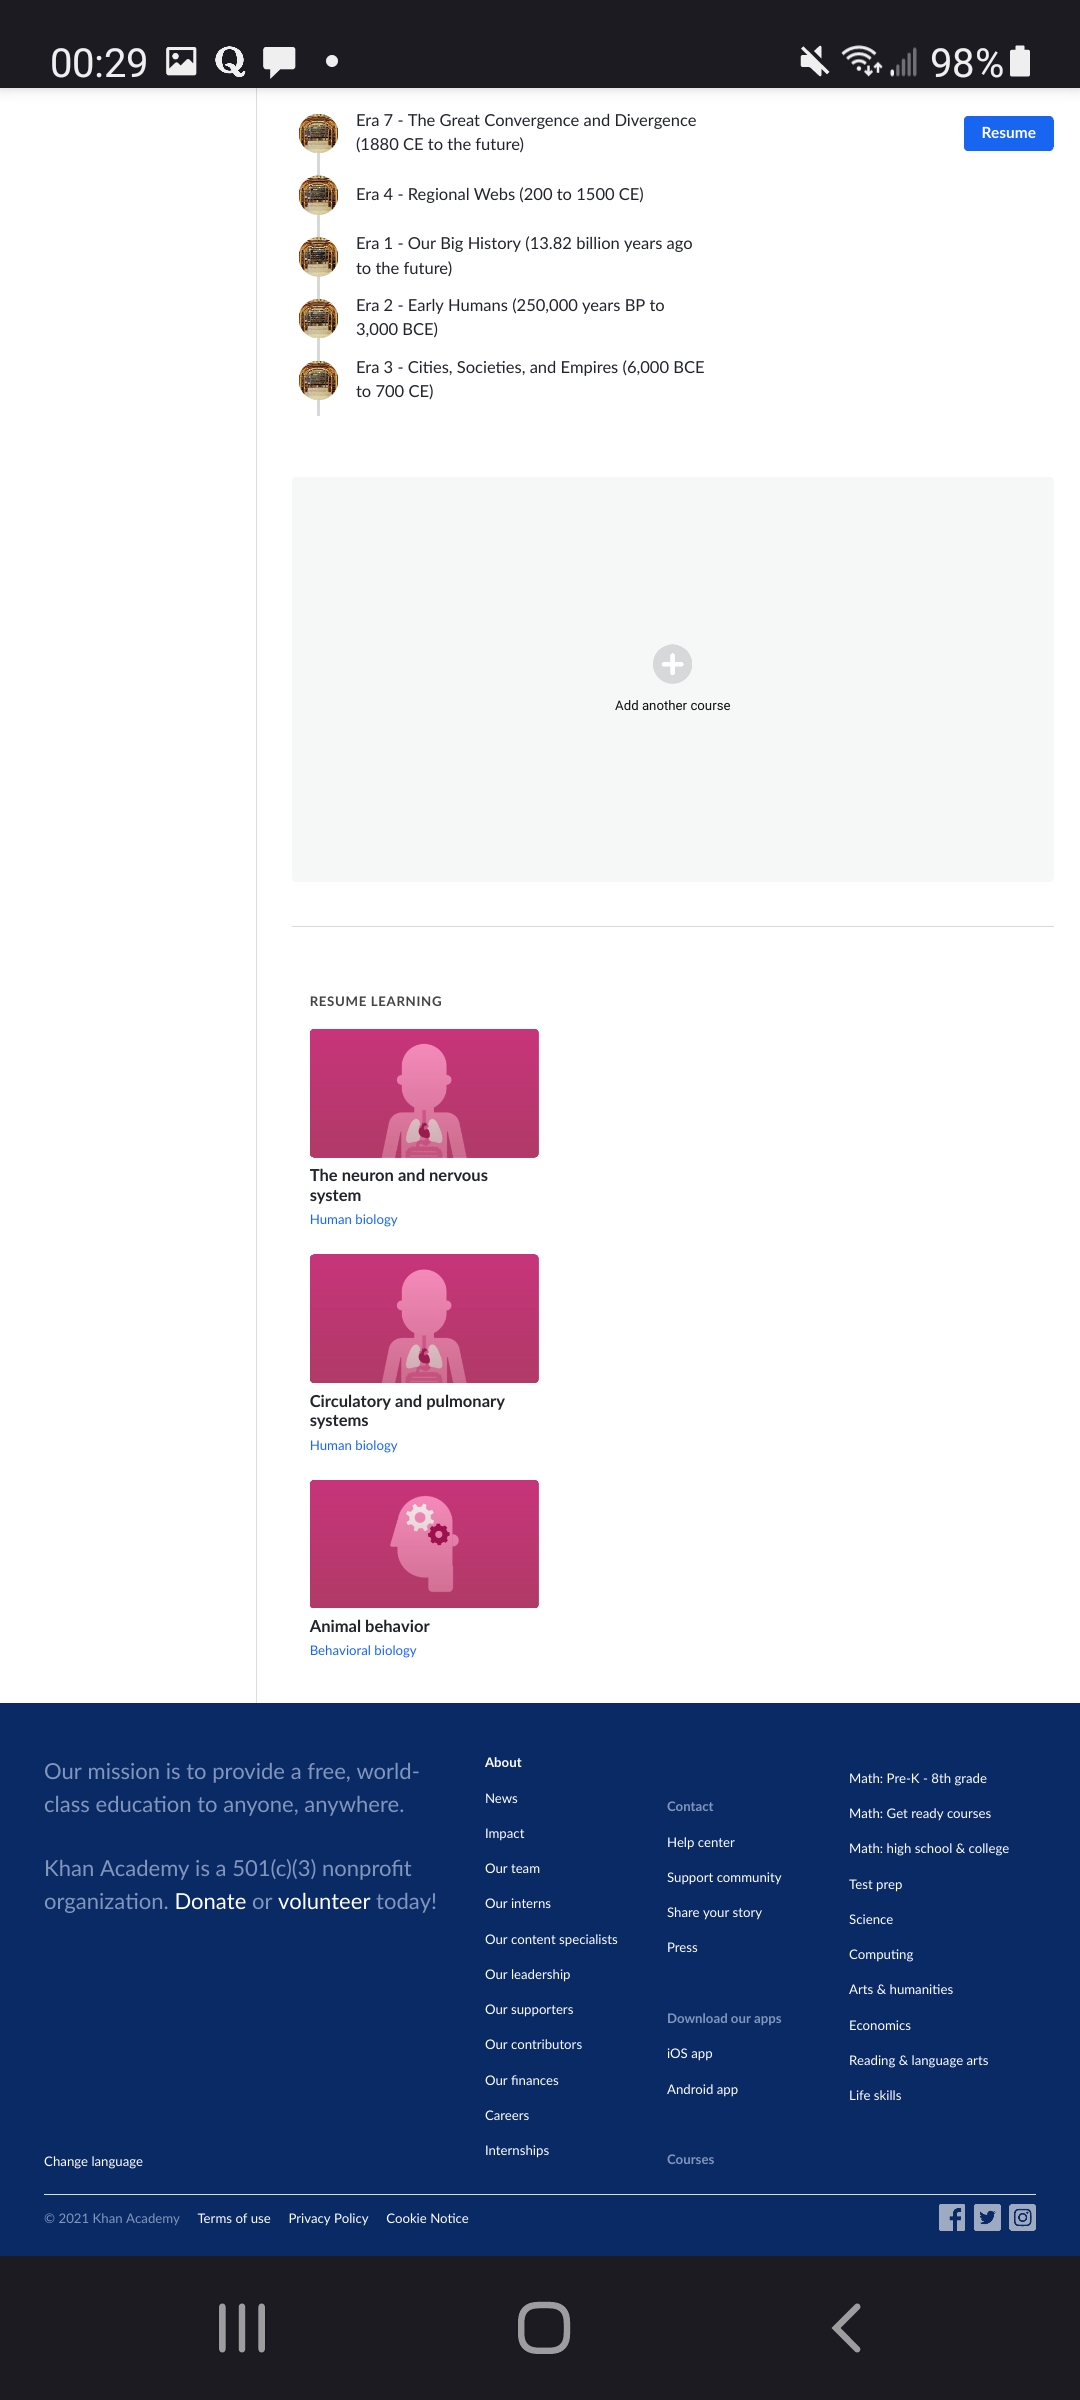 00:29
98%
Era 7 - The Great Convergence and Divergence
(1880 CE to the future)
Resume
Era 4 - Regional Webs (200 to 1500 CE)
Era 1 - Our Big History (13.82 billion years ago
to the future)
Era 2 - Early Humans (250,000 years BP to
3,000 BCE)
Era 3 - Cities, Societies, and Empires (6,000 BCE
to 700 CE)
Add another course
RESUME LEARNING
The neuron and nervous
system
Human biology
Circulatory and pulmonary
systems
Human biology
Animal behavior
Behavioral biology
Our mission is to provide a free, world-
class education to anyone, anywhere.
Khan Academy is a 501(c)(3) nonprofit
organization. Donate or volunteer today!
About
News
Impact
Our team
Our interns
Our content specialists
Our leadership
Our supporters
Our contributors
Our finances
Careers
Internships
Contact
Help center
Support community
Share your story
Press
Download our apps
iOS app
Android app
Courses
Math: Pre-K - 8th grade
Math: Get ready courses
Math: high school & college
Test prep
Science
Computing
Arts & humanities
Economics
Reading & language arts
Life skills
Change language
© 2021 Khan Academy Terms of use Privacy Policy Cookie Notice